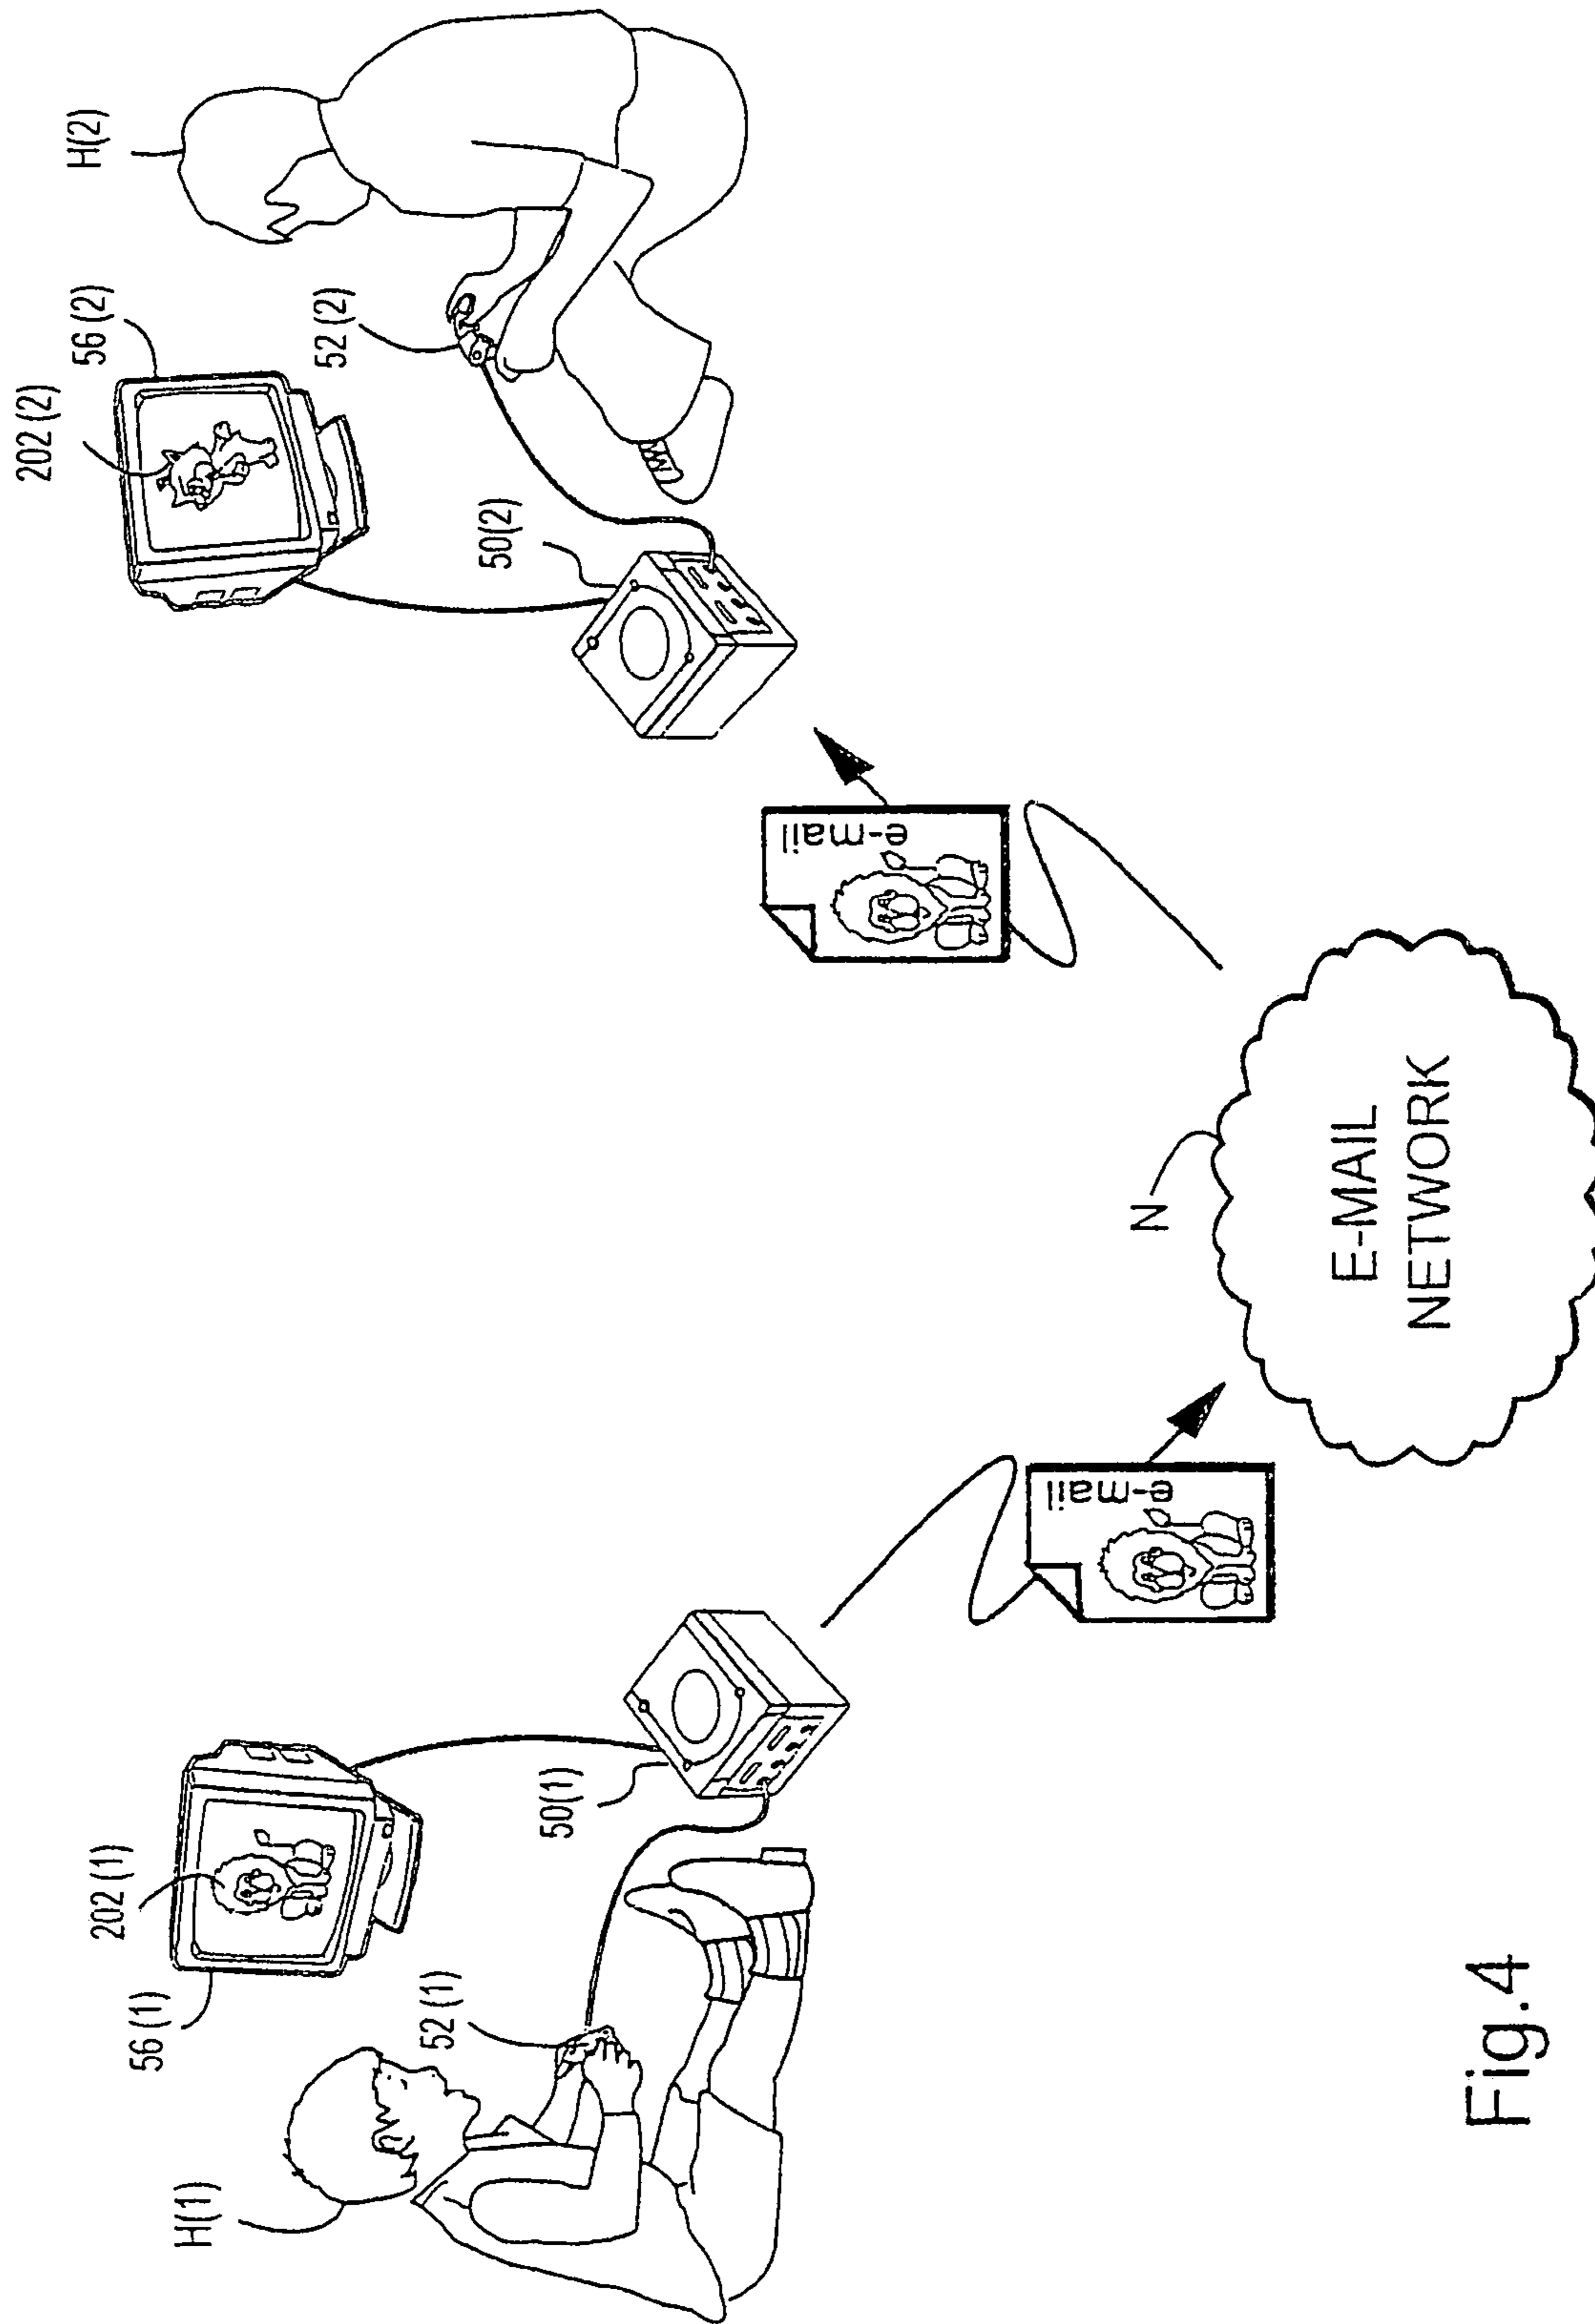 202 (2)
H(2)
56 (2)
202 (1)
56 (1)
H(1)
52 (2)
52 (1)
50(2)
50(1)
e-mail
e-mail
N
E-MAIL
NETWORK
Fig.4